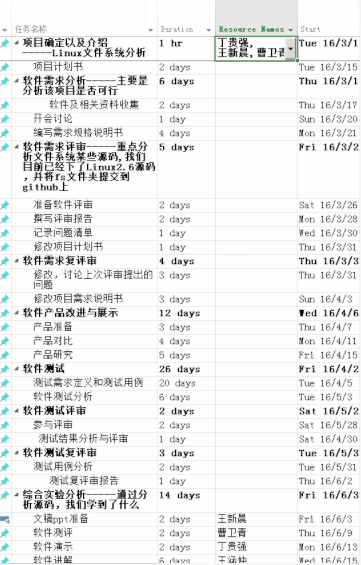 任务名称 Duration Resource Names Start
项目确定以及介绍 1 hr 丁贵强, Tue 16/3/1
-----Linux文件系统分析 王新晨,曹卫青
项目计划书 2 days Tue 16/3/15
软件需求分析-----主要是 6 days Thu 16/3/1
分析该项目是否可行
软件及相关资料收集 2 days Thu 16/3/17
开会讨论 1 day Sun 16/3/20
编写需求规格说明书 4 days Mon 16/3/21
软件需求评审-----重点分 5 days Fri 16/3/2
析文件系统某些源码,我们
目前已经下了Linux2.6源码
,并将fs文件夹提交到
github上
准备软件评审 2 days Sat 16/3/26
撰写评审报告 2 days Mon 16/3/28
记录问题清单 1 day Wed 16/3/30
修改项目计划书 1 day Thu 16/3/31
软件需求复评审 4 days Thu 16/3/3
修改,讨论上次评审提出的 3 days Thu 16/3/31
问题
修改项目需求说明书 3 days Sun 16/4/3
软件产品改进与展示 12 days Wed 16/4/6
产品准备 3 days Thu 16/4/7
产品对比 4 days Mon 16/4/11
产品研究 5 days Fri 16/4/15
软件测试 26 days Fri 16/4/2
测试需求定义和测试用例 20 days Tue 16/4/5
软件测试分析 6 days Tue 16/5/3
软件测试评审 2 days Sat 16/5/2
参与评审 2 days Sat 16/5/28
测试结果分析与评审 1 day Sat 16/4/30
软件测试复评审 3 days Tue 16/5/3
测试用例分析 2 days Tue 16/5/31
测试复评审报告 1 day Thu 16/6/2
综合实验分析-----通过分 14 days Fri 16/6/3
析源码,我们学到了什么
文稿ppt准备 2 days 王新晨 Fri 16/6/3
软件测评 2 days 曹卫青 Thu 16/6/9
软件演示 2 days 丁贵强 Mon 16/6/13
软件讲解 6 days Wed 16/6/15